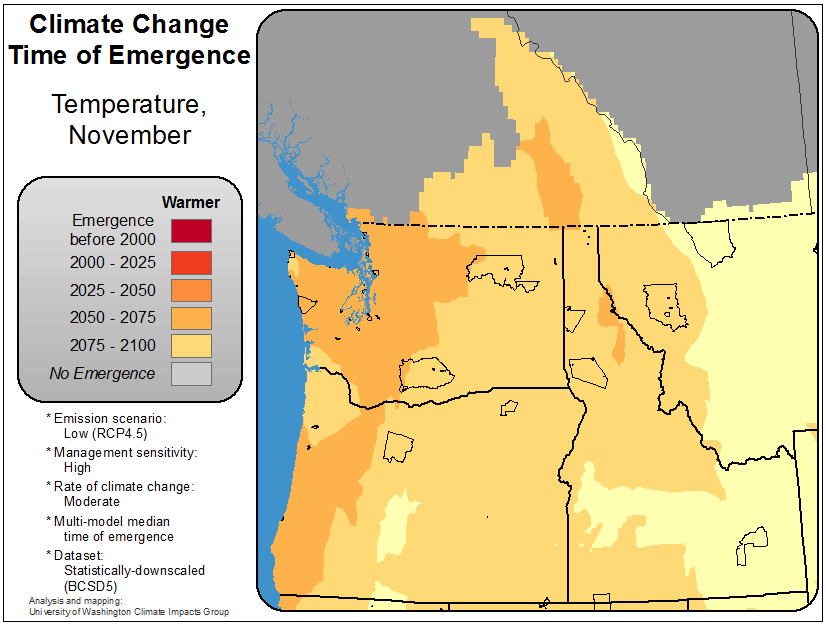 Climate Change
Time of Emergence
Temperature,
November
Warmer
Emergence
before 2000
2000 - 2025
2025 - 2050
2050 - 2075
2075 - 2100
No Emergence
* Emission scenario:
Low (RCP4.5)
* Management sensitivity:
High
* Rate of climate change:
Moderate
* Multi-model median
time of emergence
* Dataset:
Statistically-downscaled
(BCSD5)
Analysis and mapping:
University of Washington Climate Impacts Group